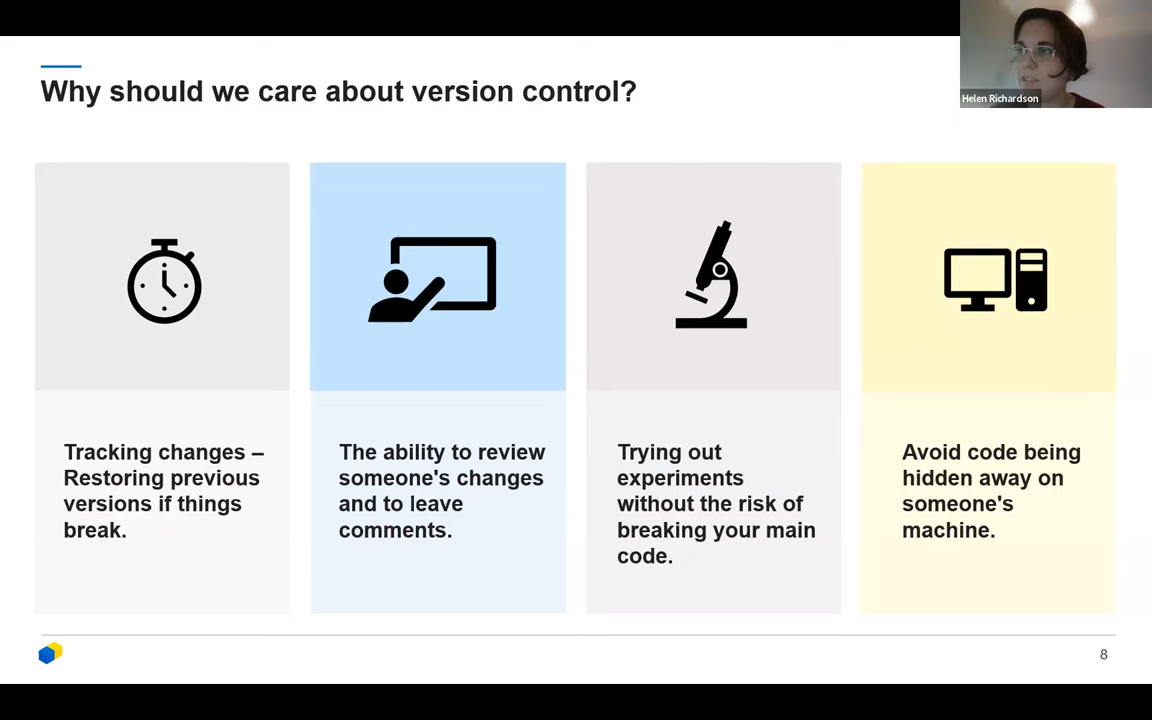 Helen Richardson
Why should we care about version control?
Tracking changes –
Restoring previous
versions if things
break.
The ability to review
someone's changes
and to leave
comments.
Trying out
experiments
without the risk of
breaking your main
code.
Avoid code being
hidden away on
someone's
machine.
8